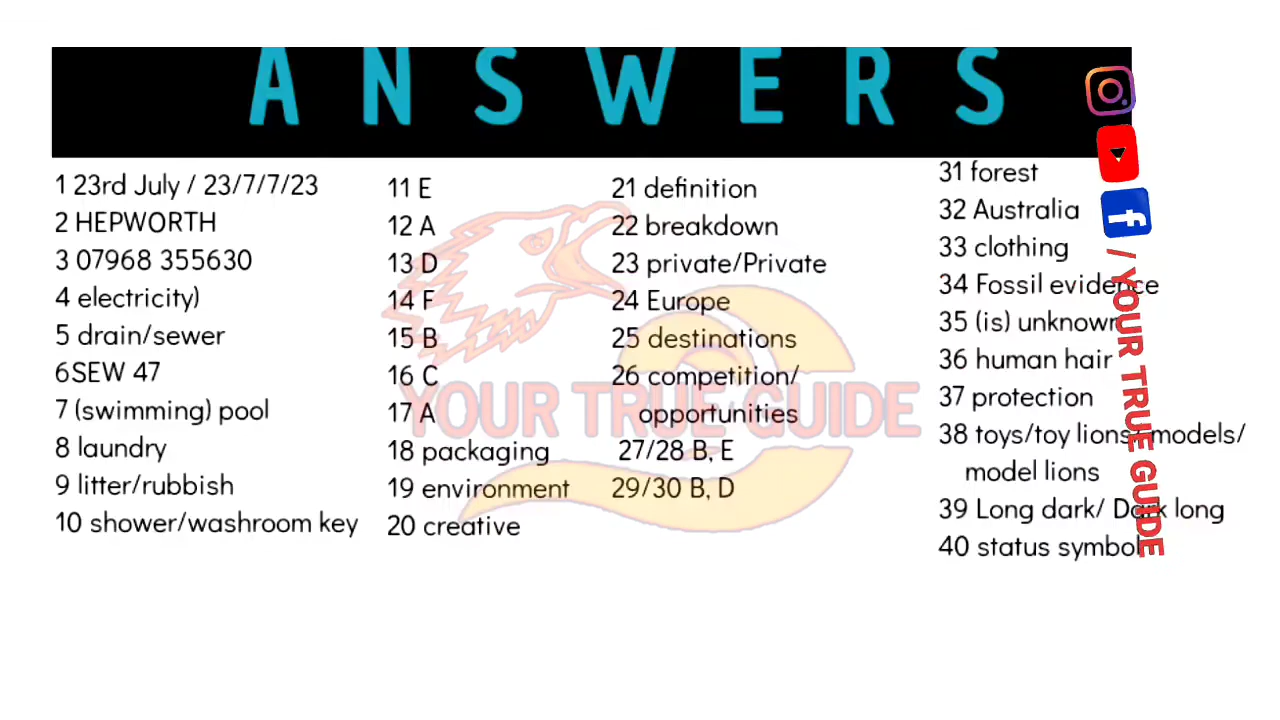 ANSWERS
1 23rd July / 23/7/7/23
2 HEPWORTH
3 07968 355630
4 electricity)
5 drain/sewer
6SEW 47
7 (swimming) pool
8 laundry
9 litter/rubbish
10 shower/washroom key
11 E
12 A
13 D
14 F
15 B
16 C
17 A
18 packaging
19 environment
20 creative
21 definition
22 breakdown
23 private/Private
24 Europe
25 destinations
26 competition/
opportunities
27/28 B, E
29/30 B, D
31 forest
32 Australia
33 clothing
34 Fossil evidence
35 (is) unknown
36 human hair
37 protection
38 toys/toy lions/ models/
model lions
39 Long dark/ Dark long
40 status symbol
YOUR TRUE GUIDE
/ YOUR TRUE GUIDE